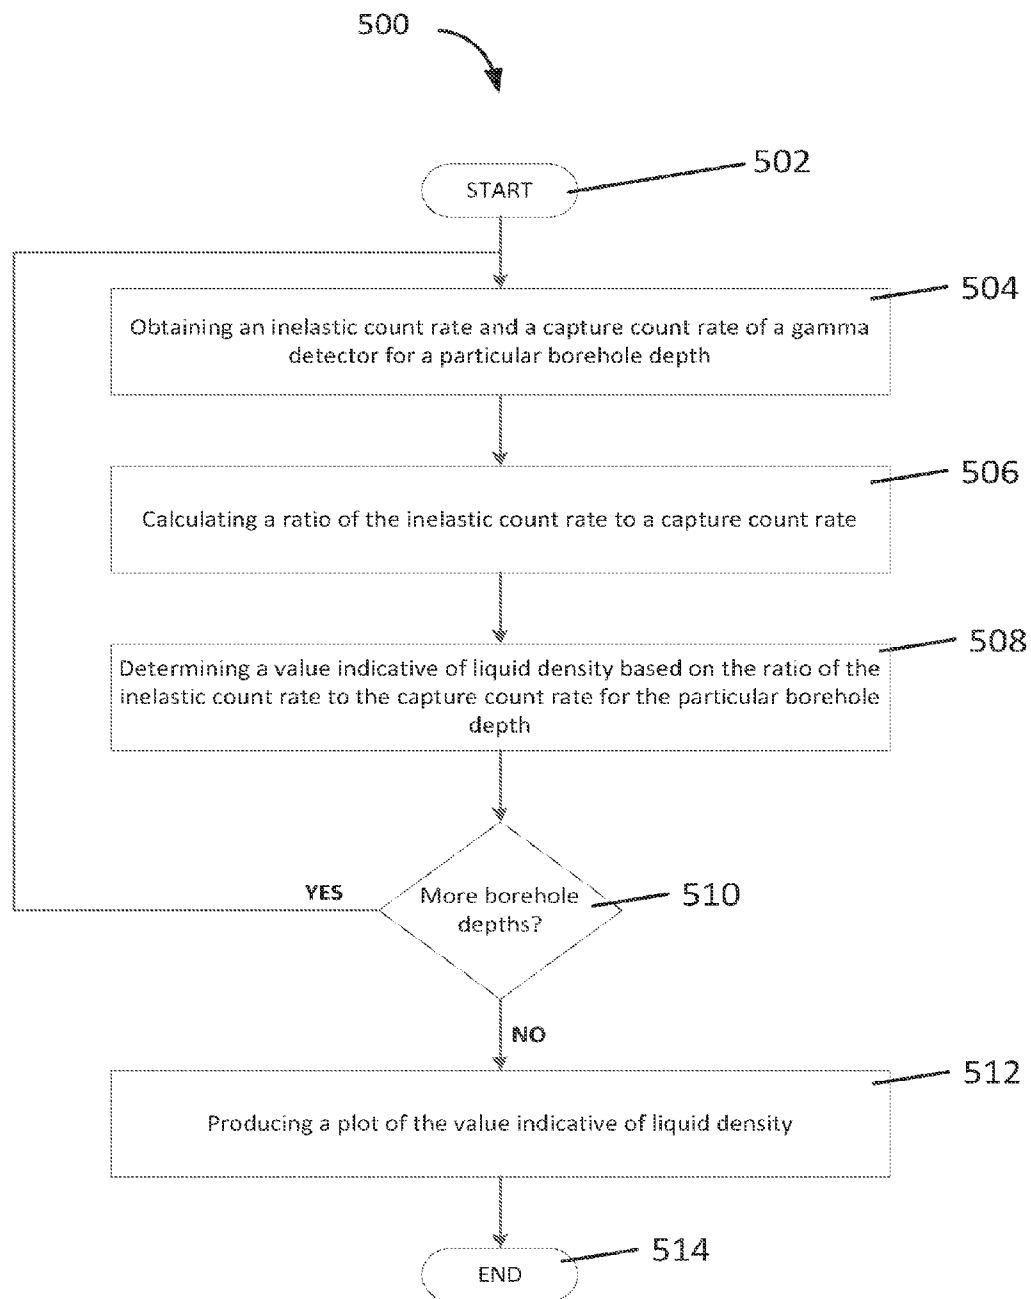 500
START
502
504
Obtaining an inelastic count rate and a capture count rate of a gamma
detector for a particular borehole depth
506
Calculating a ratio of the inelastic count rate to a capture count rate
508
Determining a value indicative of liquid density based on the ratio of the
inelastic count rate to the capture count rate for the particular borehole
depth
YES
More borehole
depths?
510
NO
512
Producing a plot of the value indicative of liquid density
514
END